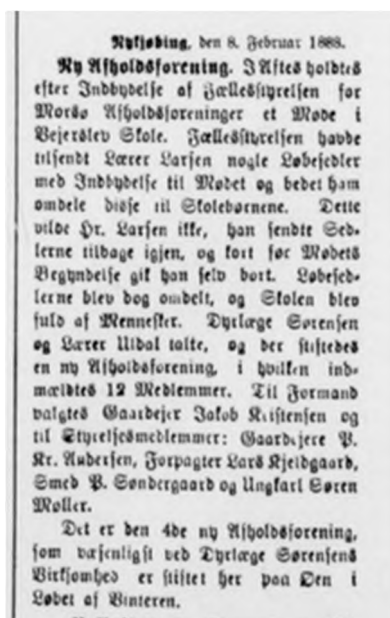 Nykjøbing, den 8. Februar 1888.
Ny Afholdsforening. I Aftes holdtes
efter Indbydelse af Fællesstyrelsen for
Morsø Afholdsforeninger et Møde i
Vejerslev Skole. Fællesstyrelsen havde
tilsendt Lærer Larsen nogle Løbesedler
med Indbydelse til Mødet og bedet ham
omdele disse til Skolebørnene. Dette
vilde Hr. Larsen ikke, han sendte Sed-
lerne tilbage igjen, og kort før Mødets
Begyndelse gik han selv bort. Løbesed-
lerne blev dog omdelt, og Skolen blev
fuld af Mennesker. Dyrlæge Sørensen
og Lærer Uldal talte, og der stiftedes
en ny Afholdsforening, i hvilken ind-
mældtes 12 Medlemmer. Til Formand
valgtes Gaardejer Jakob Kristensen og
til Styrelsesmedlemmer: Gaardejere P.
Kr. Andersen, Forpagter Lars Kjeldgaard,
Smed P. Søndergaard og Ungkarl Søren
Møller.
Det er den 4de ny Afholdsforening,
som væsenligst ved Dyrlæge Sørensens
Virksomhed er stiftet her paa Øen i
Løbet af Vinteren.